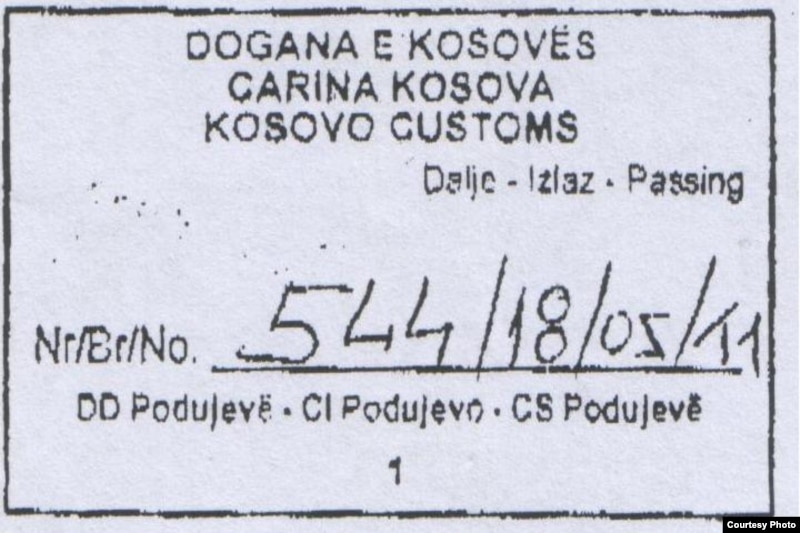 DOGANA E KOSOVËS
CARINA KOSOVA
KOSOVO CUSTOMS
Dalje - Izlaz - Passing
Nr/Br/No. 544/18/05/11
DD Podujevë - CI Podujevo - CS Podujevë
1
Courtesy Photo